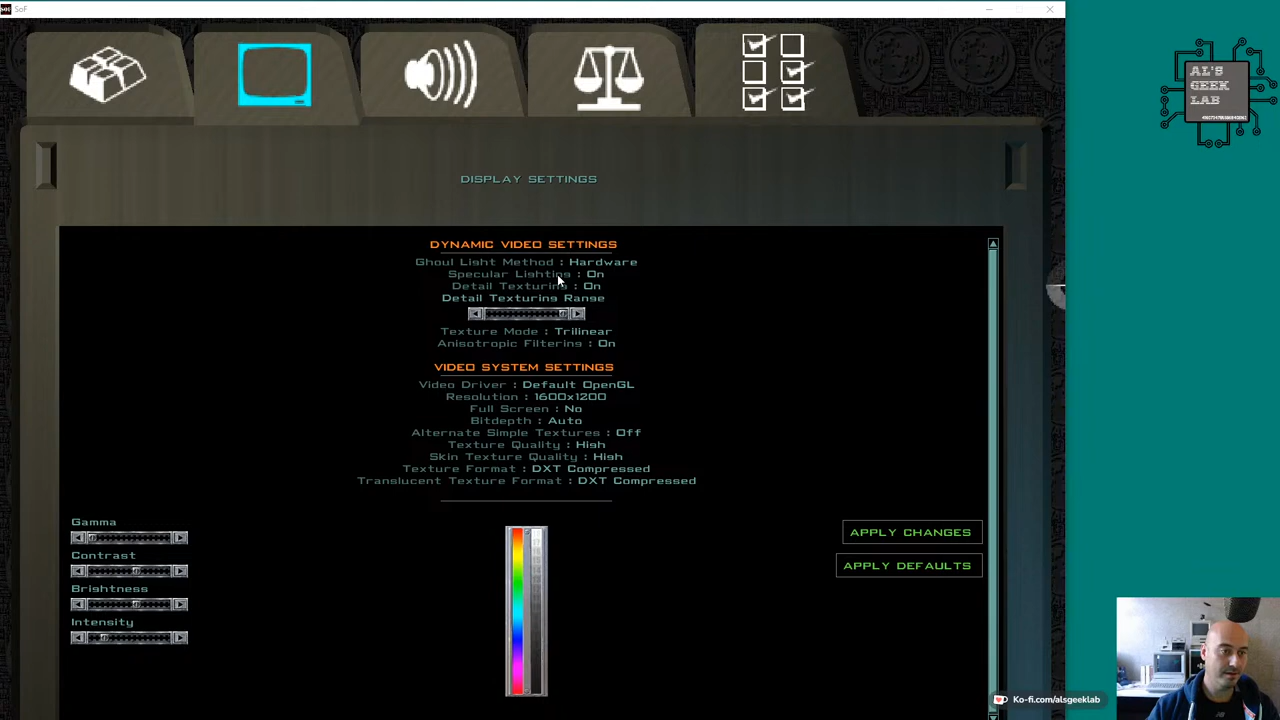 SoF
AL'S
GEEK
LAB
DISPLAY SETTINGS
DYNAMIC VIDEO SETTINGS
Ghoul Light Method : Hardware
Specular Lighting : On
Detail Texturing : On
Detail Texturing Range
Texture Mode : Trilinear
Anisotropic Filtering : On
VIDEO SYSTEM SETTINGS
Video Driver : Default OpenGL
Resolution : 1600x1200
Full Screen : No
Bitdepth : Auto
Alternate Simple Textures : Off
Texture Quality : High
Skin Texture Quality : High
Texture Format : DXT Compressed
Translucent Texture Format : DXT Compressed
Gamma
Contrast
Brightness
Intensity
APPLY CHANGES
APPLY DEFAULTS
Ko-fi.com/alsgeeklab